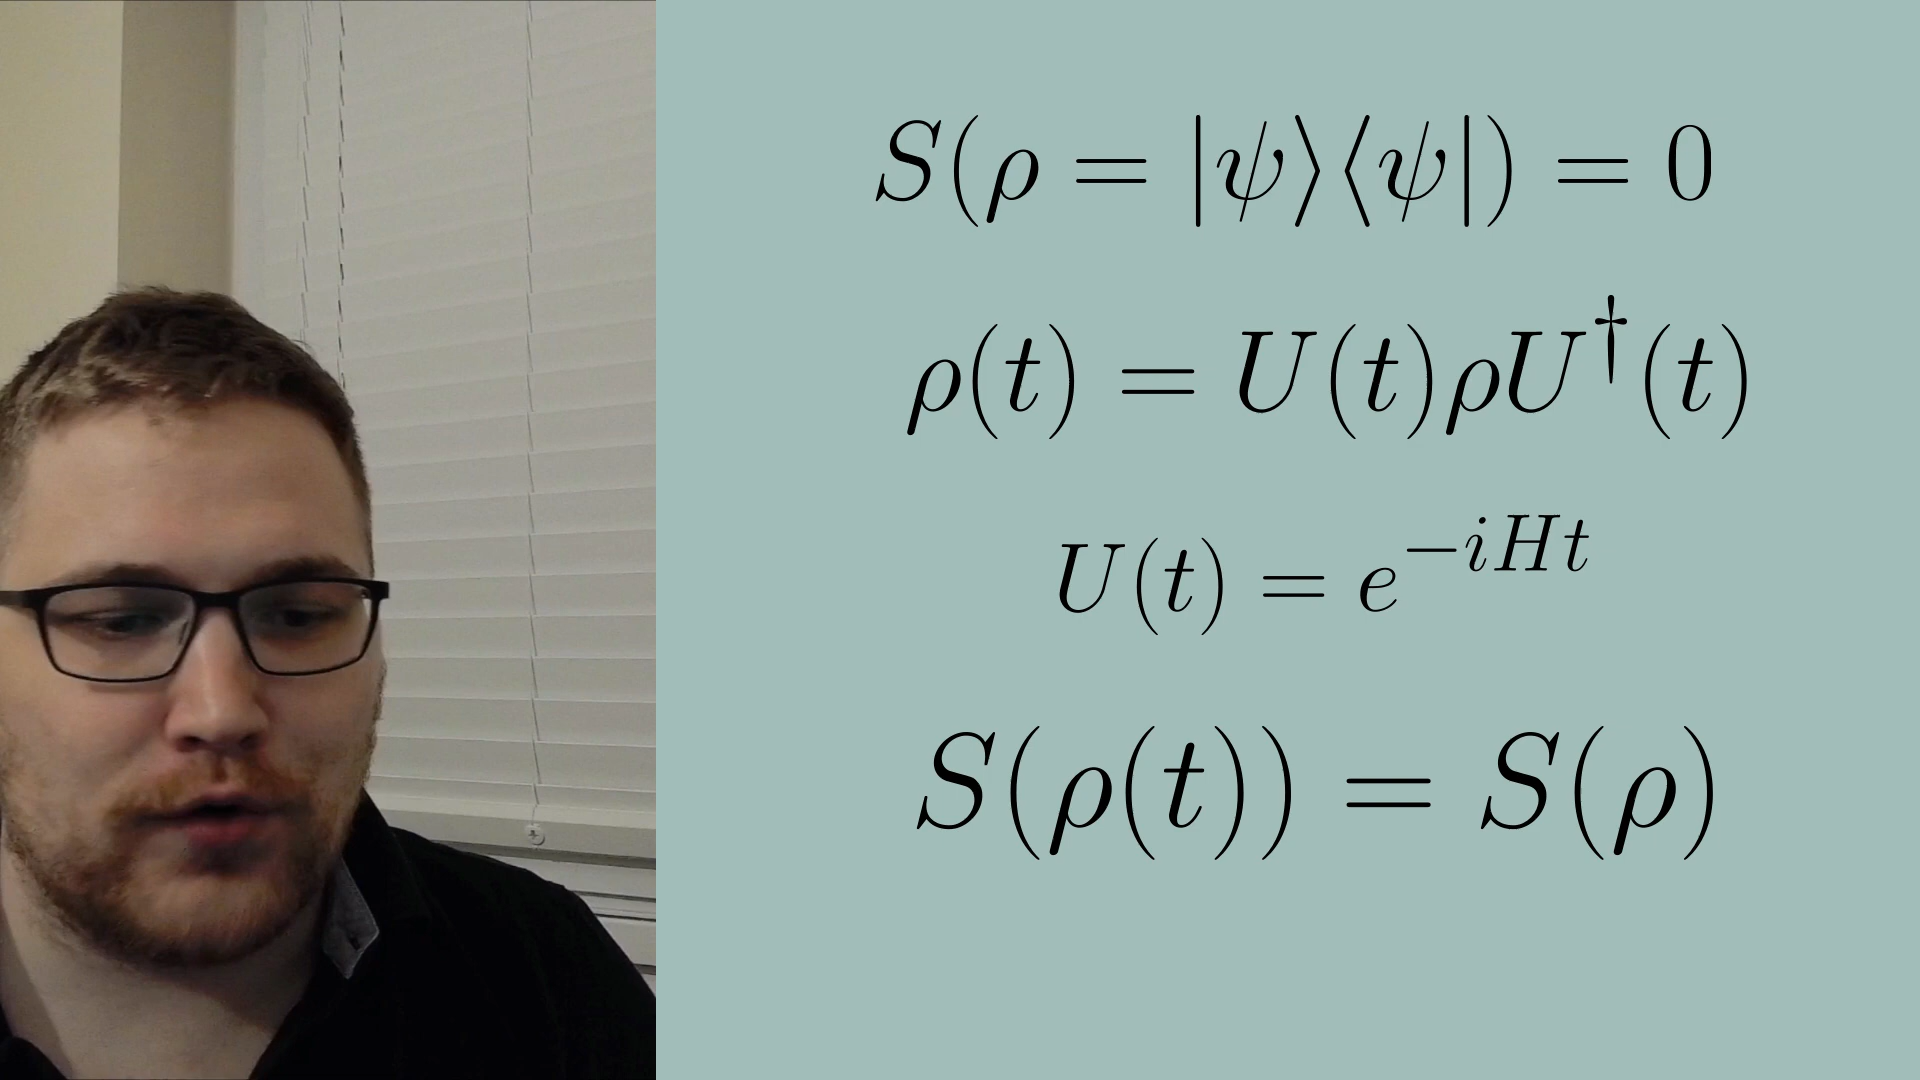 S(ρ = |ψ⟩⟨ψ|) = 0
ρ(t) = U(t)ρU†(t)
U(t) = e^{-iHt}
S(ρ(t)) = S(ρ)